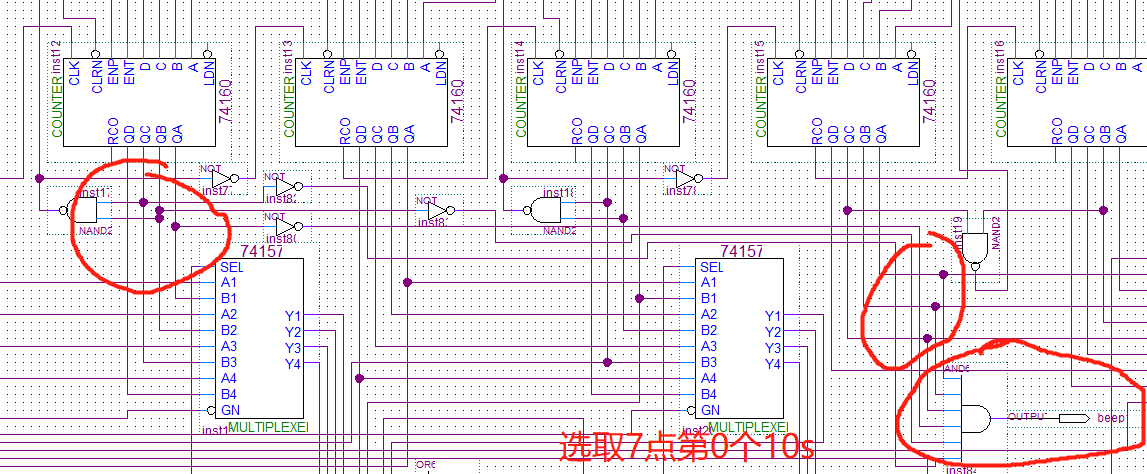 inst12
CLK
CLRN
ENP
ENT
D
C
B
A
LDN
COUNTER
74160
RCO
QD
QC
QB
QA
inst13
CLK
CLRN
ENP
ENT
D
C
B
A
LDN
COUNTER
74160
RCO
QD
QC
QB
QA
inst14
CLK
CLRN
ENP
ENT
D
C
B
A
LDN
COUNTER
74160
RCO
QD
QC
QB
QA
inst15
CLK
CLRN
ENP
ENT
D
C
B
A
LDN
COUNTER
74160
RCO
QD
QC
QB
QA
inst16
CLK
CLRN
ENP
ENT
D
C
B
A
COUNTER
RCO
QD
QC
QB
QA
NOT
inst7
NOT
inst8
NOT
inst8
NOT
inst8
NOT
inst7
inst1
NAND2
inst1
NAND2
inst19
NAND2
74157
SEL
A1
B1
A2
B2
A3
B3
A4
B4
GN
Y1
Y2
Y3
Y4
inst1
MULTIPLEXE
74157
SEL
A1
B1
A2
B2
A3
B3
A4
B4
GN
Y1
Y2
Y3
Y4
MULTIPLEXE
AND6
OUTPU
beep
inst8
选取7点第0个10s
OR6